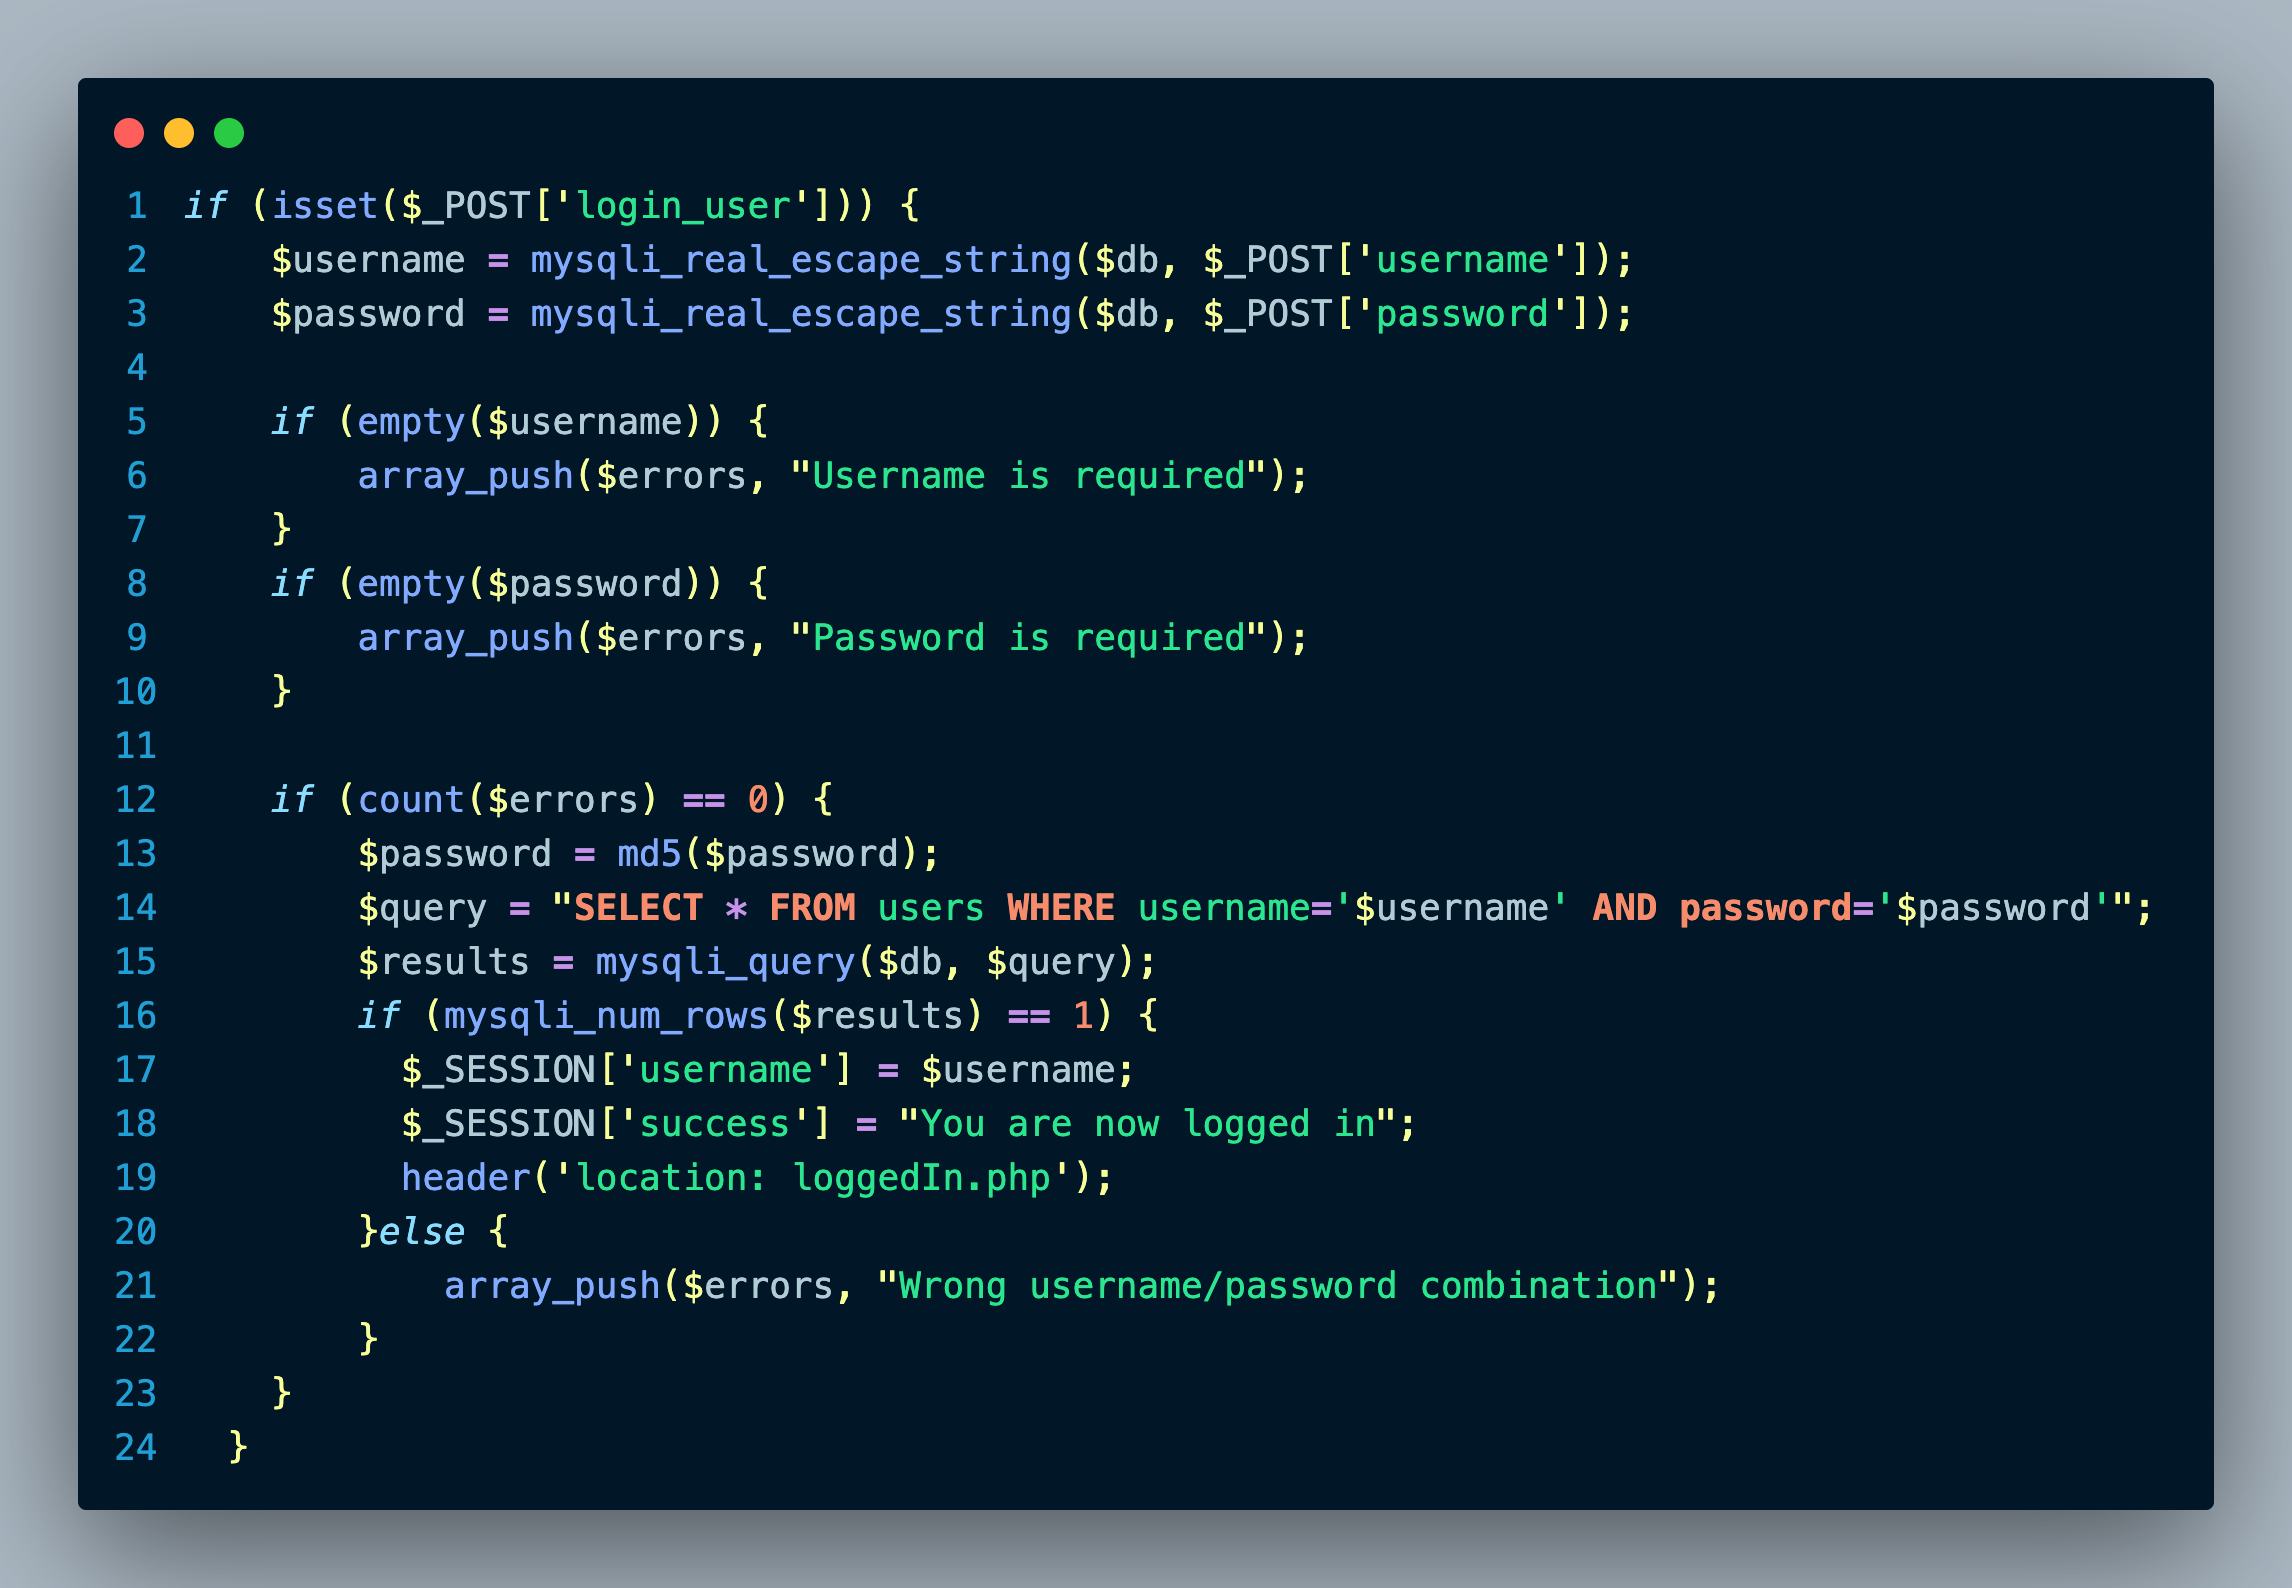 1 if (isset($_POST['login_user'])) {
2     $username = mysqli_real_escape_string($db, $_POST['username']);
3     $password = mysqli_real_escape_string($db, $_POST['password']);
4
5     if (empty($username)) {
6         array_push($errors, "Username is required");
7     }
8     if (empty($password)) {
9         array_push($errors, "Password is required");
10     }
11
12     if (count($errors) == 0) {
13         $password = md5($password);
14         $query = "SELECT * FROM users WHERE username='$username' AND password='$password'";
15         $results = mysqli_query($db, $query);
16         if (mysqli_num_rows($results) == 1) {
17           $_SESSION['username'] = $username;
18           $_SESSION['success'] = "You are now logged in";
19           header('location: loggedIn.php');
20         }else {
21             array_push($errors, "Wrong username/password combination");
22         }
23     }
24   }